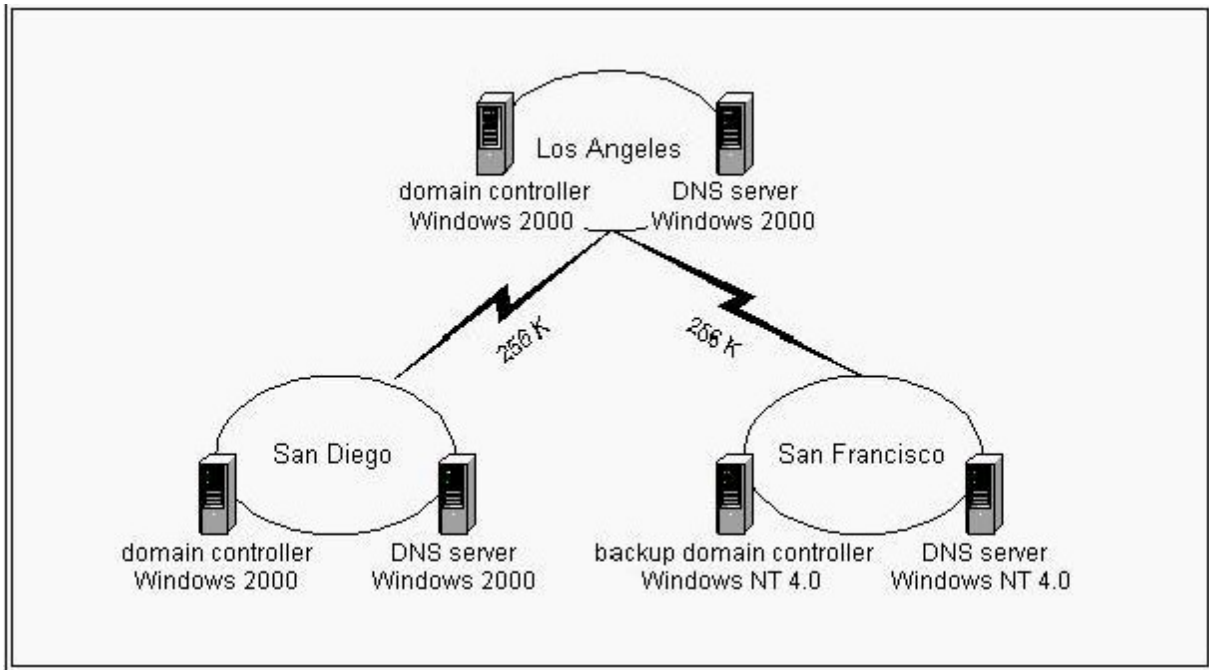 Los Angeles
domain controller
Windows 2000
DNS server
Windows 2000
256 K
256 K
San Diego
San Francisco
domain controller
Windows 2000
DNS server
Windows 2000
backup domain controller
Windows NT 4.0
DNS server
Windows NT 4.0